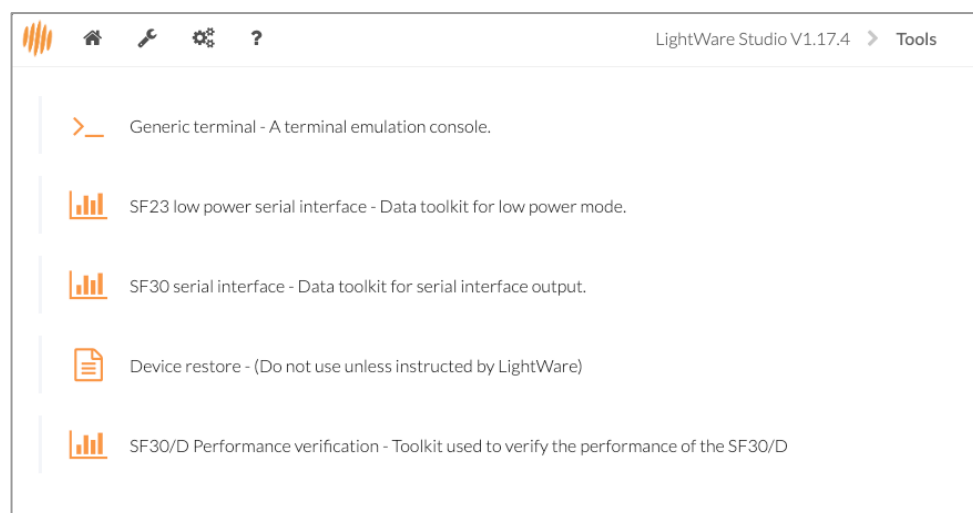 ?
LightWare Studio V1.17.4 > Tools
>_ Generic terminal - A terminal emulation console.
SF23 low power serial interface - Data toolkit for low power mode.
SF30 serial interface - Data toolkit for serial interface output.
Device restore - (Do not use unless instructed by LightWare)
SF30/D Performance verification - Toolkit used to verify the performance of the SF30/D